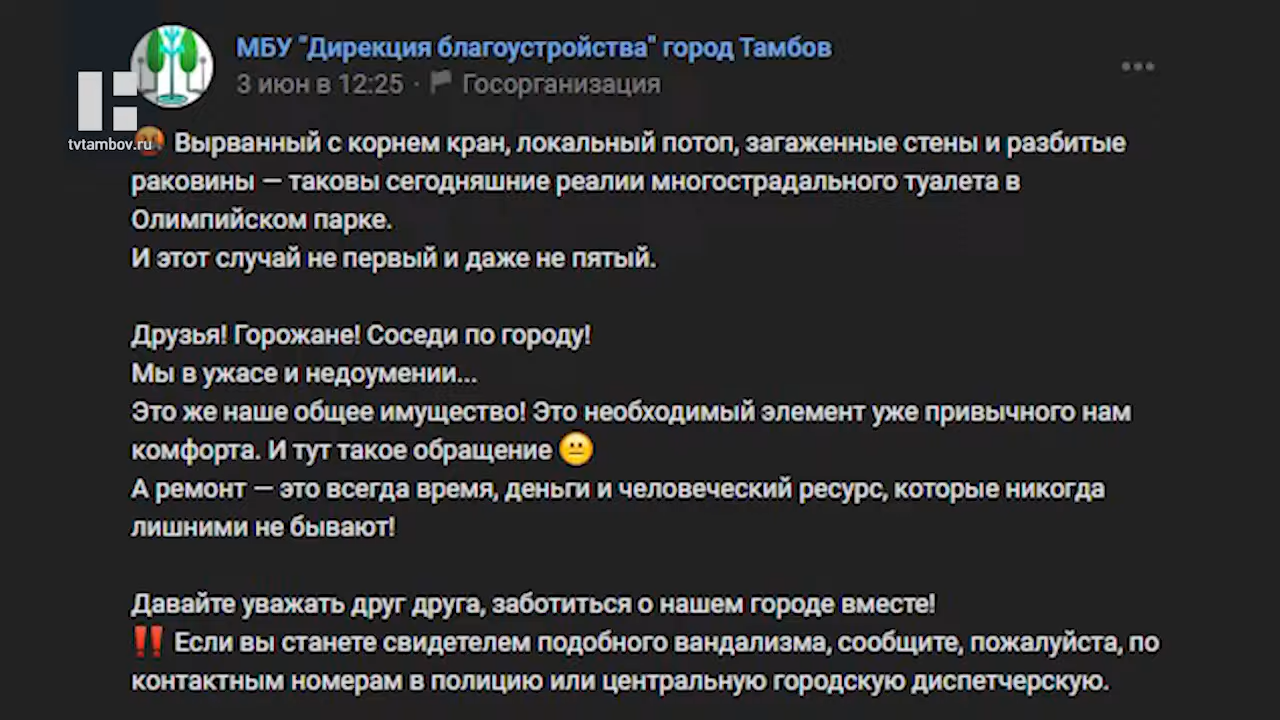 МБУ "Дирекция благоустройства" город Тамбов
3 июн в 12:25 · Госорганизация
tvtambov.ru
🤬 Вырванный с корнем кран, локальный потоп, загаженные стены и разбитые
раковины — таковы сегодняшние реалии многострадального туалета в
Олимпийском парке.
И этот случай не первый и даже не пятый.
Друзья! Горожане! Соседи по городу!
Мы в ужасе и недоумении...
Это же наше общее имущество! Это необходимый элемент уже привычного нам
комфорта. И тут такое обращение 😐
А ремонт — это всегда время, деньги и человеческий ресурс, которые никогда
лишними не бывают!
Давайте уважать друг друга, заботиться о нашем городе вместе!
‼️ Если вы станете свидетелем подобного вандализма, сообщите, пожалуйста, по
контактным номерам в полицию или центральную городскую диспетчерскую.